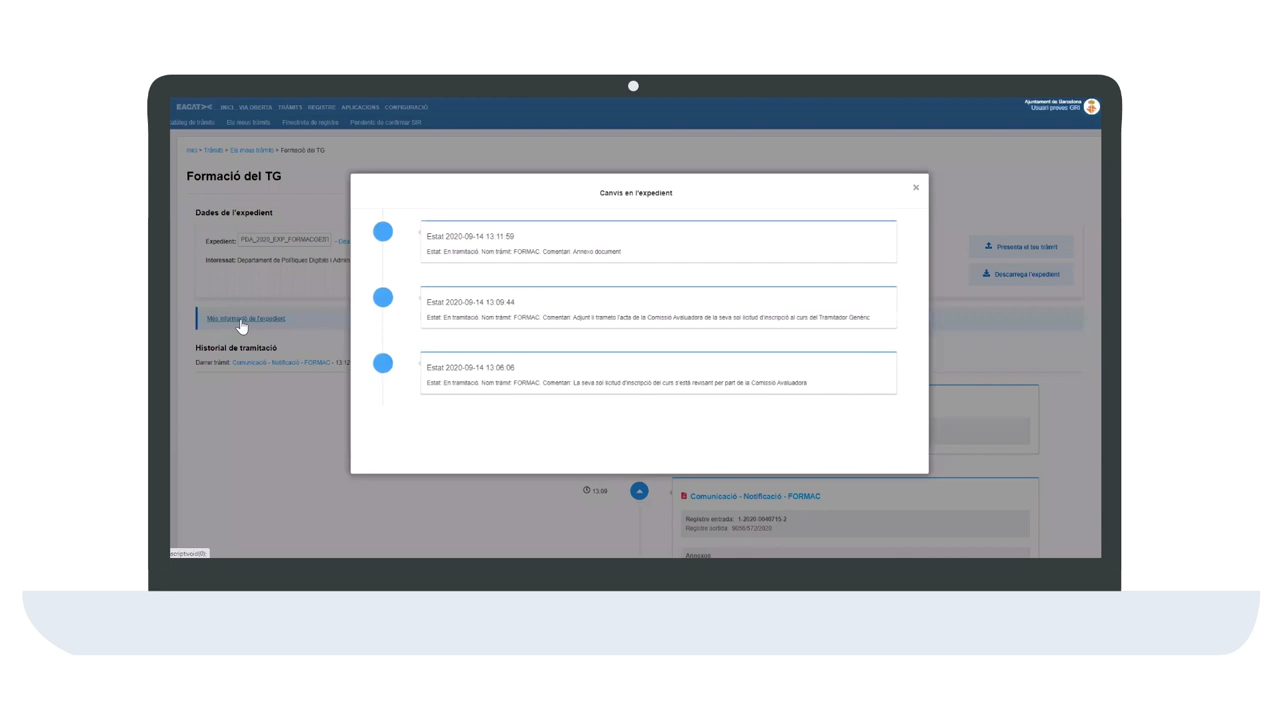 EACAT
INICI VIA OBERTA TRÀMITS REGISTRE APLICACIONS CONFIGURACIÓ
Ajuntament de Barcelona
Usuari proves GRI
de tràmits Els meus tràmits Finestreta de registre Pendents de confirmar SIR
Inici > Tràmits > Els meus tràmits > Formació del TG
Formació del TG
Dades de l'expedient
Expedient: PDA_2020_EXP_FORMACGEST
Interessat: Departament de Polítiques Digitals i Admin
Presenta el teu tràmit
Descarrega l'expedient
Més informació de l'expedient
Historial de tramitació
Darrer tràmit: Comunicació - Notificació - FORMAC - 13:12
Canvis en l'expedient
×
Estat 2020-09-14 13:11:59
Estat: En tramitació. Nom tràmit: FORMAC. Comentari: Annexo document
Estat 2020-09-14 13:09:44
Estat: En tramitació. Nom tràmit: FORMAC. Comentari: Adjunt li trametis l'acta de la Comissió Avaluadora de la seva sol·licitud d'inscripció al curs del Tramitador Genèric
Estat 2020-09-14 13:06:06
Estat: En tramitació. Nom tràmit: FORMAC. Comentari: La seva sol·licitud d'inscripció del curs s'està revisant per part de la Comissió Avaluadora
13:09
Comunicació - Notificació - FORMAC
Registre entrada: 1-2020-0040715-2
Registre sortida: 9056/572/2020
Annexos
script:void(0);